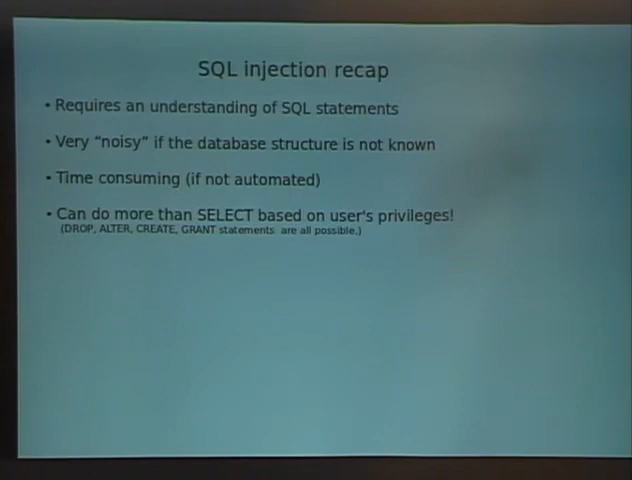 SQL injection recap
• Requires an understanding of SQL statements
• Very “noisy” if the database structure is not known
• Time consuming (if not automated)
• Can do more than SELECT based on user's privileges!
(DROP, ALTER, CREATE, GRANT statements are all possible.)